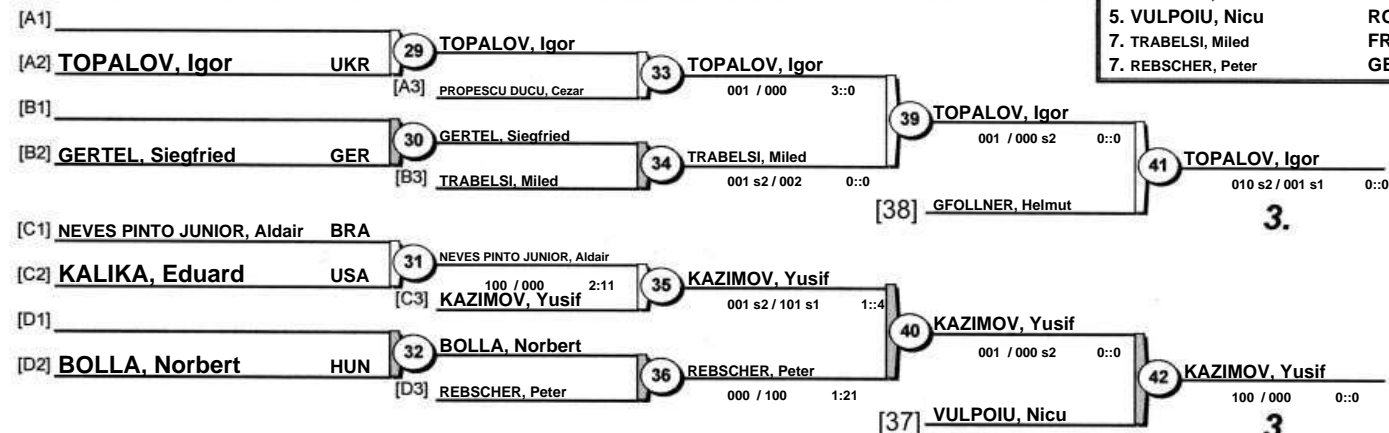 5. VULPOIU, Nicu
7. TRABELSI, Miled
7. REBSCHER, Peter
[A1]
[A2] TOPALOV, Igor UKR
29
TOPALOV, Igor
[A3] PROPESCU DUCU, Cezar
33
TOPALOV, Igor
001 / 000 3::0
[B1]
[B2] GERTEL, Siegfried GER
30
GERTEL, Siegfried
[B3] TRABELSI, Miled
34
TRABELSI, Miled
001 s2 / 002 0::0
39
TOPALOV, Igor
001 / 000 s2 0::0
[38] GFOLLNER, Helmut
41
TOPALOV, Igor
010 s2 / 001 s1 0::0
3.
[C1] NEVES PINTO JUNIOR, Aldair BRA
[C2] KALIKA, Eduard USA
31
NEVES PINTO JUNIOR, Aldair
100 / 000 2:11
[C3] KAZIMOV, Yusif
35
KAZIMOV, Yusif
001 s2 / 101 s1 1::4
[D1]
[D2] BOLLA, Norbert HUN
32
BOLLA, Norbert
[D3] REBSCHER, Peter
36
REBSCHER, Peter
000 / 100 1:21
40
KAZIMOV, Yusif
001 / 000 s2 0::0
[37] VULPOIU, Nicu
42
KAZIMOV, Yusif
100 / 000 0::0
3